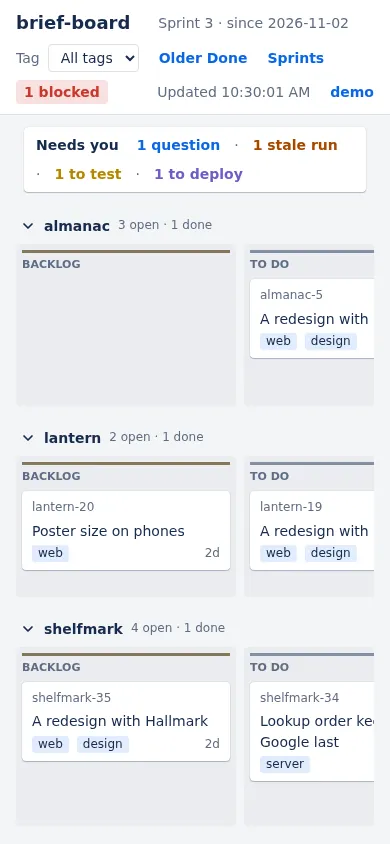 brief-board Sprint 3 · since 2026-11-02
Tag All tags Older Done Sprints
1 blocked Updated 10:30:01 AM demo
Needs you 1 question · 1 stale run
· 1 to test · 1 to deploy
almanac 3 open · 1 done
BACKLOG
TO DO
almanac-5
A redesign with
web design
lantern 2 open · 1 done
BACKLOG
lantern-20
Poster size on phones
web 2d
TO DO
lantern-19
A redesign with
web design
shelfmark 4 open · 1 done
BACKLOG
shelfmark-35
A redesign with Hallmark
web design 2d
TO DO
shelfmark-34
Lookup order
Google last
server